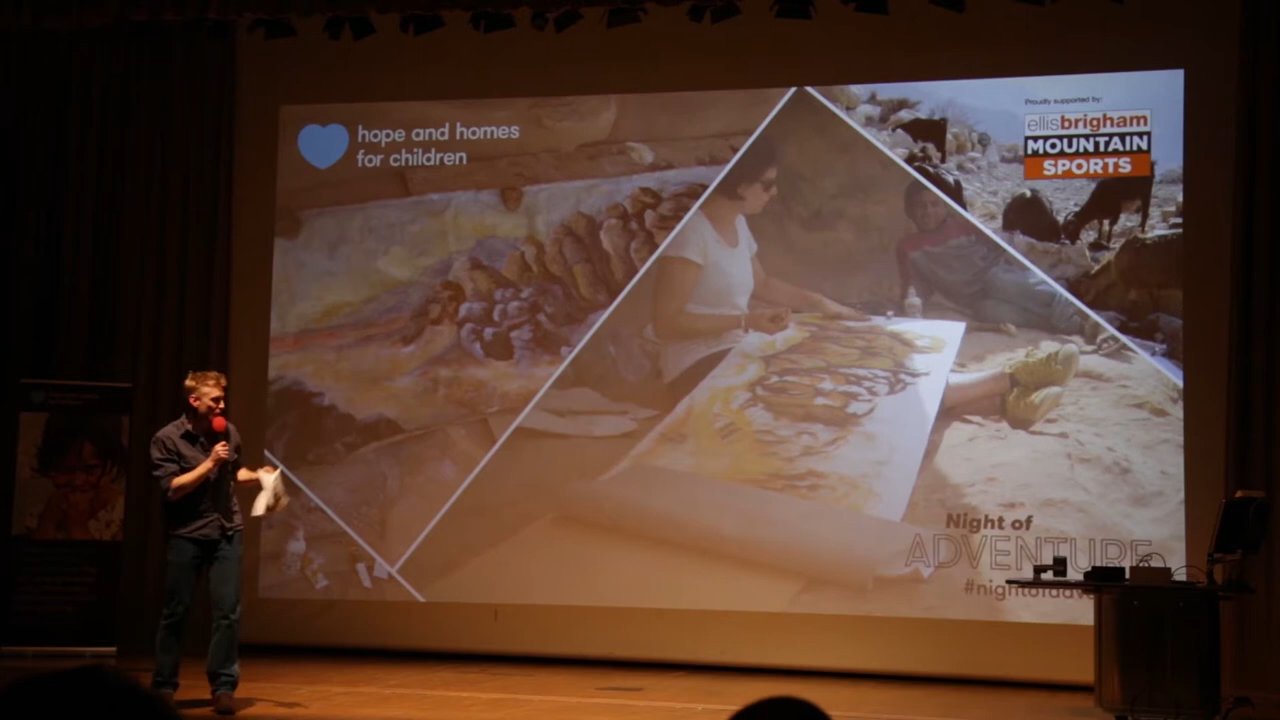 hope and homes
for children
Proudly supported by:
ellisbrigham
MOUNTAIN
SPORTS
Night of
ADVENTURE